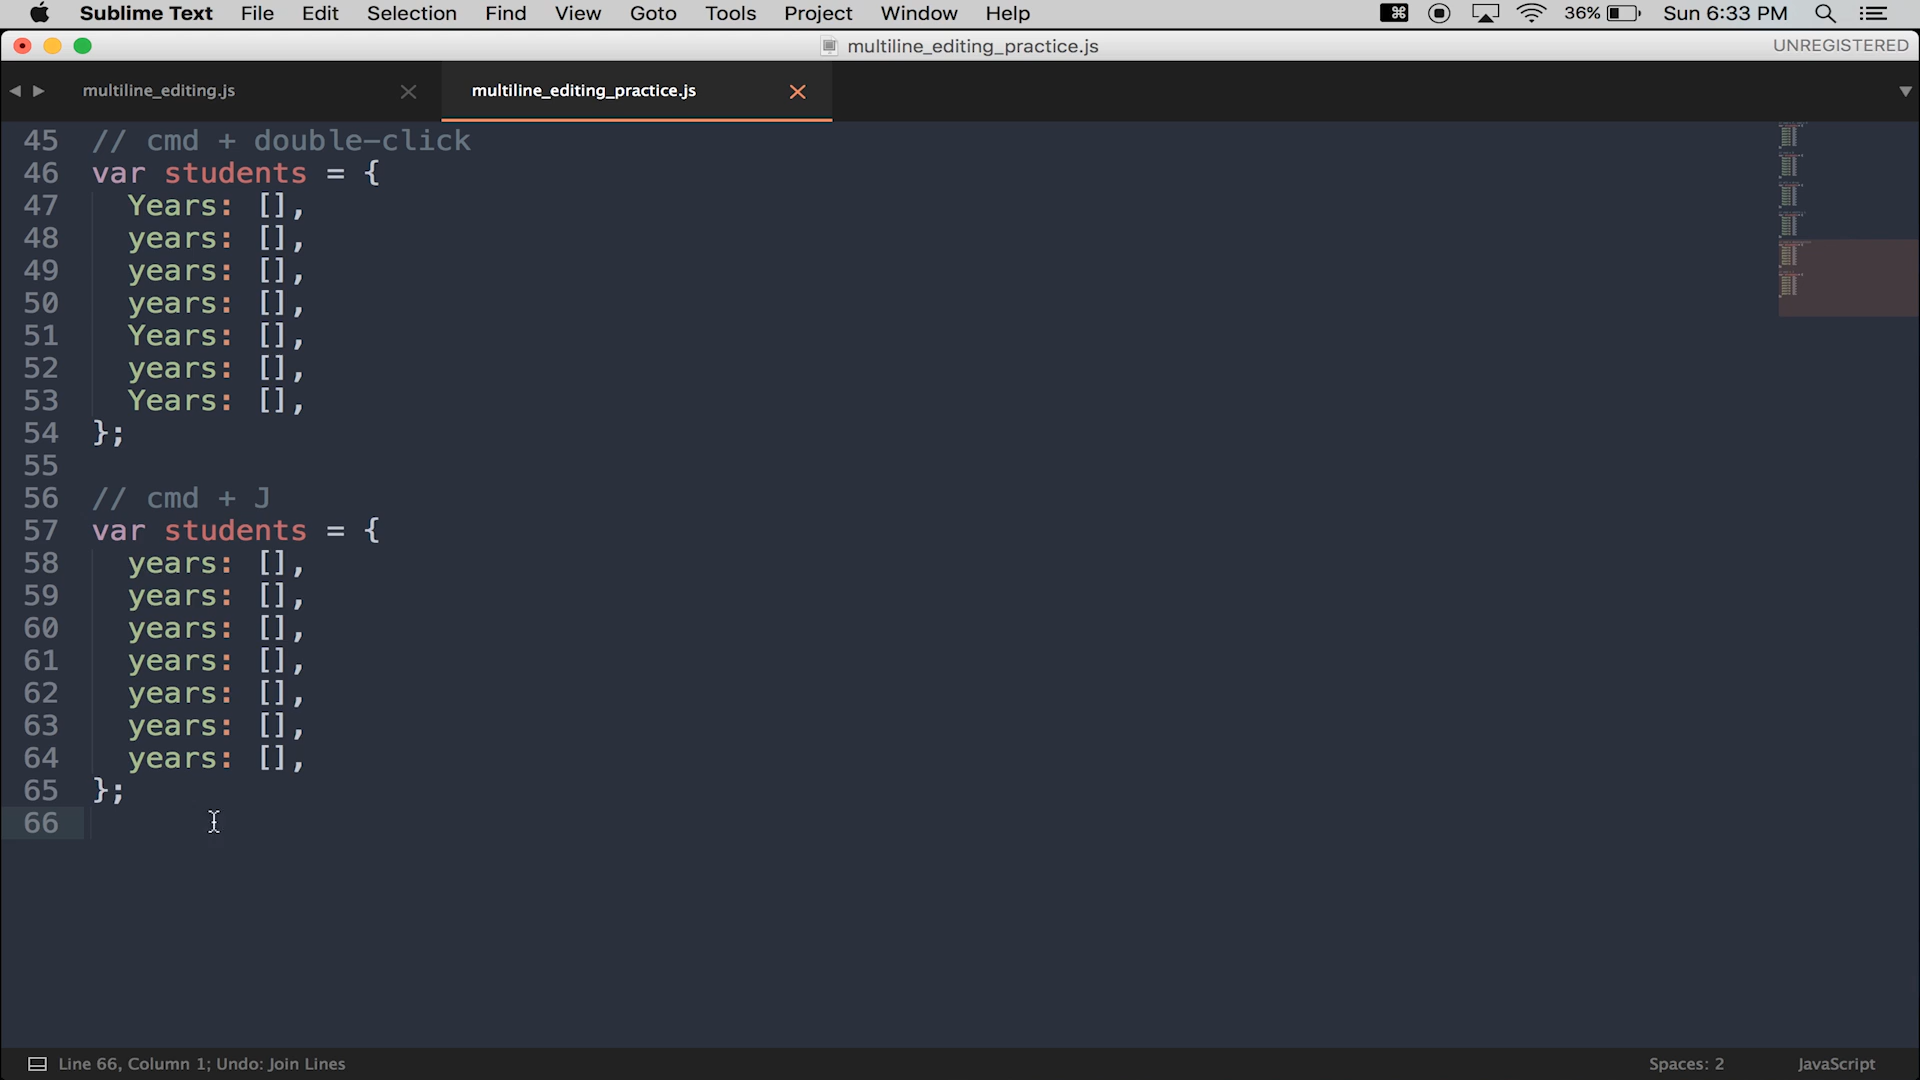 Sublime Text File Edit Selection Find View Goto Tools Project Window Help 36% Sun 6:33 PM
multiline_editing_practice.js UNREGISTERED
multiline_editing.js multiline_editing_practice.js
45 // cmd + double-click
46 var students = {
47 Years: [],
48 years: [],
49 years: [],
50 years: [],
51 Years: [],
52 years: [],
53 Years: [],
54 };
55
56 // cmd + J
57 var students = {
58 years: [],
59 years: [],
60 years: [],
61 years: [],
62 years: [],
63 years: [],
64 years: [],
65 };
66
Line 66, Column 1; Undo: Join Lines Spaces: 2 JavaScript